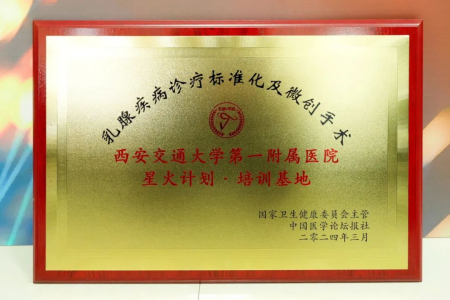 乳腺疾病诊疗标准化及微创手术
西安交通大学第一附属医院
星火计划·培训基地
国家卫生健康委员会主管
中国医学论坛报社
二零二四年三月